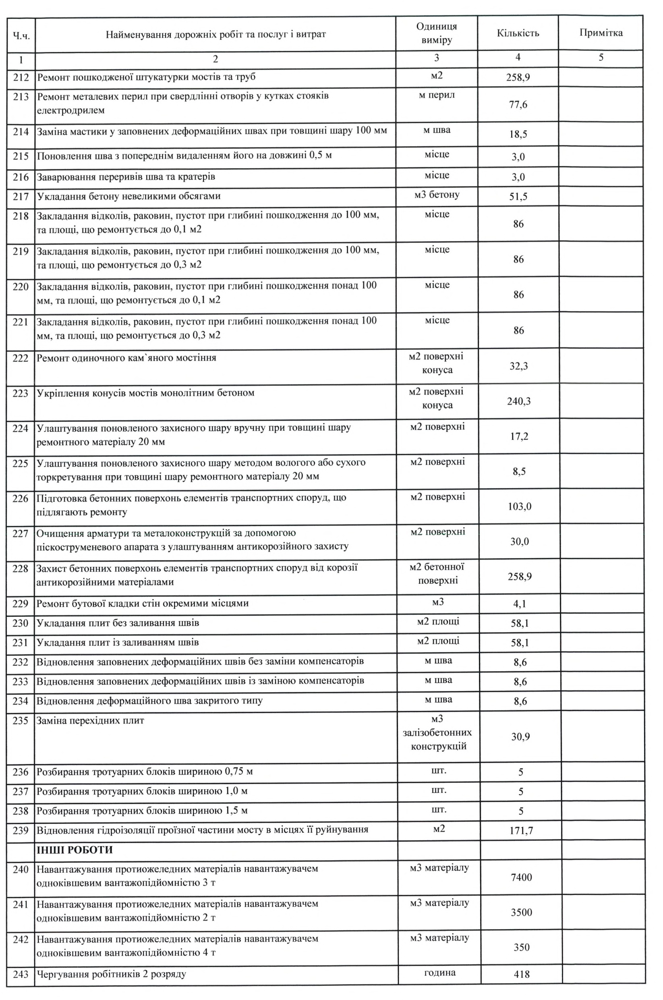 Ч.ч. Найменування дорожніх робіт та послуг і витрат Одиниця виміру Кількість Примітка
1 2 3 4 5
212 Ремонт пошкодженої штукатурки мостів та труб м2 258,9
213 Ремонт металевих перил при свердлінні отворів у кутках стояків м перил 77,6
електродрилем
214 Заміна мастики у заповнених деформаційних швах при товщині шару 100 мм м шва 18,5
215 Поновлення шва з попереднім видаленням його на довжині 0,5 м місце 3,0
216 Заварювання переривів шва та кратерів місце 3,0
217 Укладання бетону невеликими обсягами м3 бетону 51,5
218 Закладання відколів, раковин, пустот при глибині пошкодження до 100 мм, місце 86
та площі, що ремонтується до 0,1 м2
219 Закладання відколів, раковин, пустот при глибині пошкодження до 100 мм, місце 86
та площі, що ремонтується до 0,3 м2
220 Закладання відколів, раковин, пустот при глибині пошкодження понад 100 місце 86
мм, та площі, що ремонтується до 0,1 м2
221 Закладання відколів, раковин, пустот при глибині пошкодження понад 100 місце 86
мм, та площі, що ремонтується до 0,3 м2
222 Ремонт одиночного кам`яного мостіння м2 поверхні 32,3
конуса
223 Укріплення конусів мостів монолітним бетоном м2 поверхні 240,3
конуса
224 Улаштування поновленого захисного шару вручну при товщині шару м2 поверхні 17,2
ремонтного матеріалу 20 мм
225 Улаштування поновленого захисного шару методом вологого або сухого м2 поверхні 8,5
торкретування при товщині шару ремонтного матеріалу 20 мм
226 Підготовка бетонних поверхонь елементів транспортних споруд, що м2 поверхні 103,0
підлягають ремонту
227 Очищення арматури та металоконструкцій за допомогою м2 поверхні 30,0
піскоструменевого апарата з улаштуванням антикорозійного захисту
228 Захист бетонних поверхонь елементів транспортних споруд від корозії м2 бетонної 258,9
антикорозійними матеріалами поверхні
229 Ремонт бутової кладки стін окремими місцями м3 4,1
230 Укладання плит без заливання швів м2 площі 58,1
231 Укладання плит із заливанням швів м2 площі 58,1
232 Відновлення заповнених деформаційних швів без заміни компенсаторів м шва 8,6
233 Відновлення заповнених деформаційних швів із заміною компенсаторів м шва 8,6
234 Відновлення деформаційного шва закритого типу м шва 8,6
235 Заміна перехідних плит м3 30,9
залізобетонних
конструкцій
236 Розбирання тротуарних блоків шириною 0,75 м шт. 5
237 Розбирання тротуарних блоків шириною 1,0 м шт. 5
238 Розбирання тротуарних блоків шириною 1,5 м шт. 5
239 Відновлення гідроізоляції проїзної частини мосту в місцях її руйнування м2 171,7
ІНШІ РОБОТИ
240 Навантажування протиожеледних матеріалів навантажувачем м3 матеріалу 7400
одноківшевим вантажопідйомністю 3 т
241 Навантажування протиожеледних матеріалів навантажувачем м3 матеріалу 3500
одноківшевим вантажопідйомністю 2 т
242 Навантажування протиожеледних матеріалів навантажувачем м3 матеріалу 350
одноківшевим вантажопідйомністю 4 т
243 Чергування робітників 2 розряду година 418